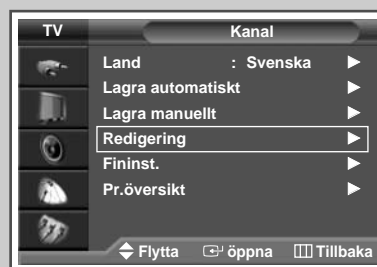 TV Kanal
Land : Svenska
Lagra automatiskt
Lagra manuellt
Redigering
Fininst.
Pr.översikt
Flytta öppna Tillbaka